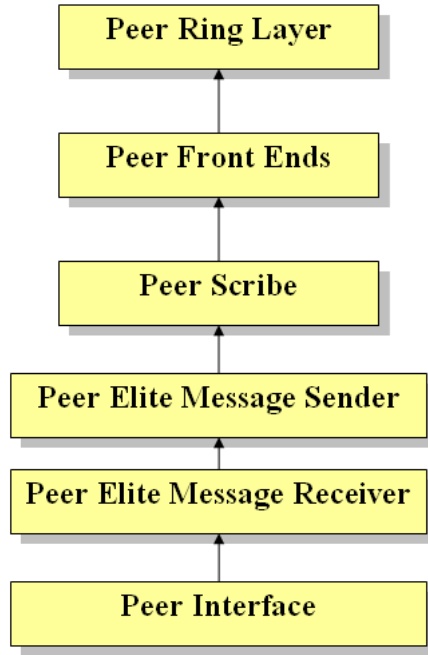 Peer Ring Layer
Peer Front Ends
Peer Scribe
Peer Elite Message Sender
Peer Elite Message Receiver
Peer Interface